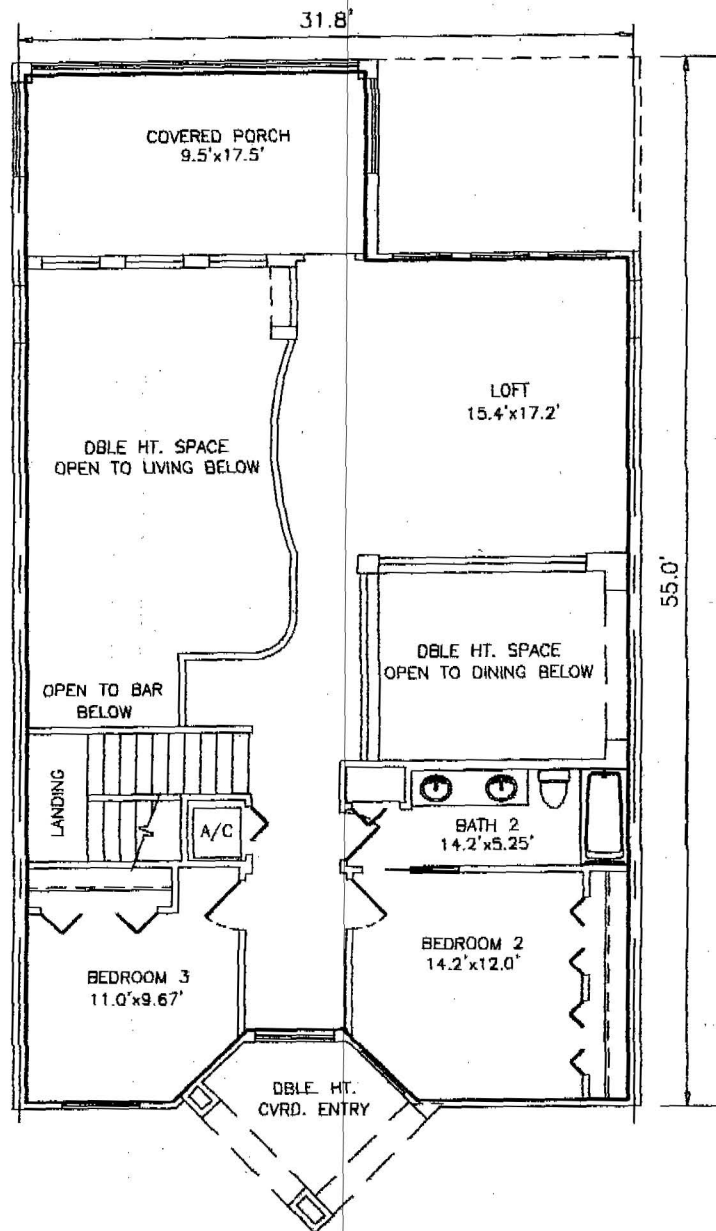 31.8'
COVERED PORCH
9.5'x17.5'
LOFT
15.4'x17.2'
DBLE HT. SPACE
OPEN TO LIVING BELOW
55.0'
DBLE HT. SPACE
OPEN TO DINING BELOW
OPEN TO BAR
BELOW
LANDING
A/C
BATH 2
14.2'x5.25'
BEDROOM 2
14.2'x12.0'
BEDROOM 3
11.0'x9.67'
DBLE. HT.
CVRD. ENTRY